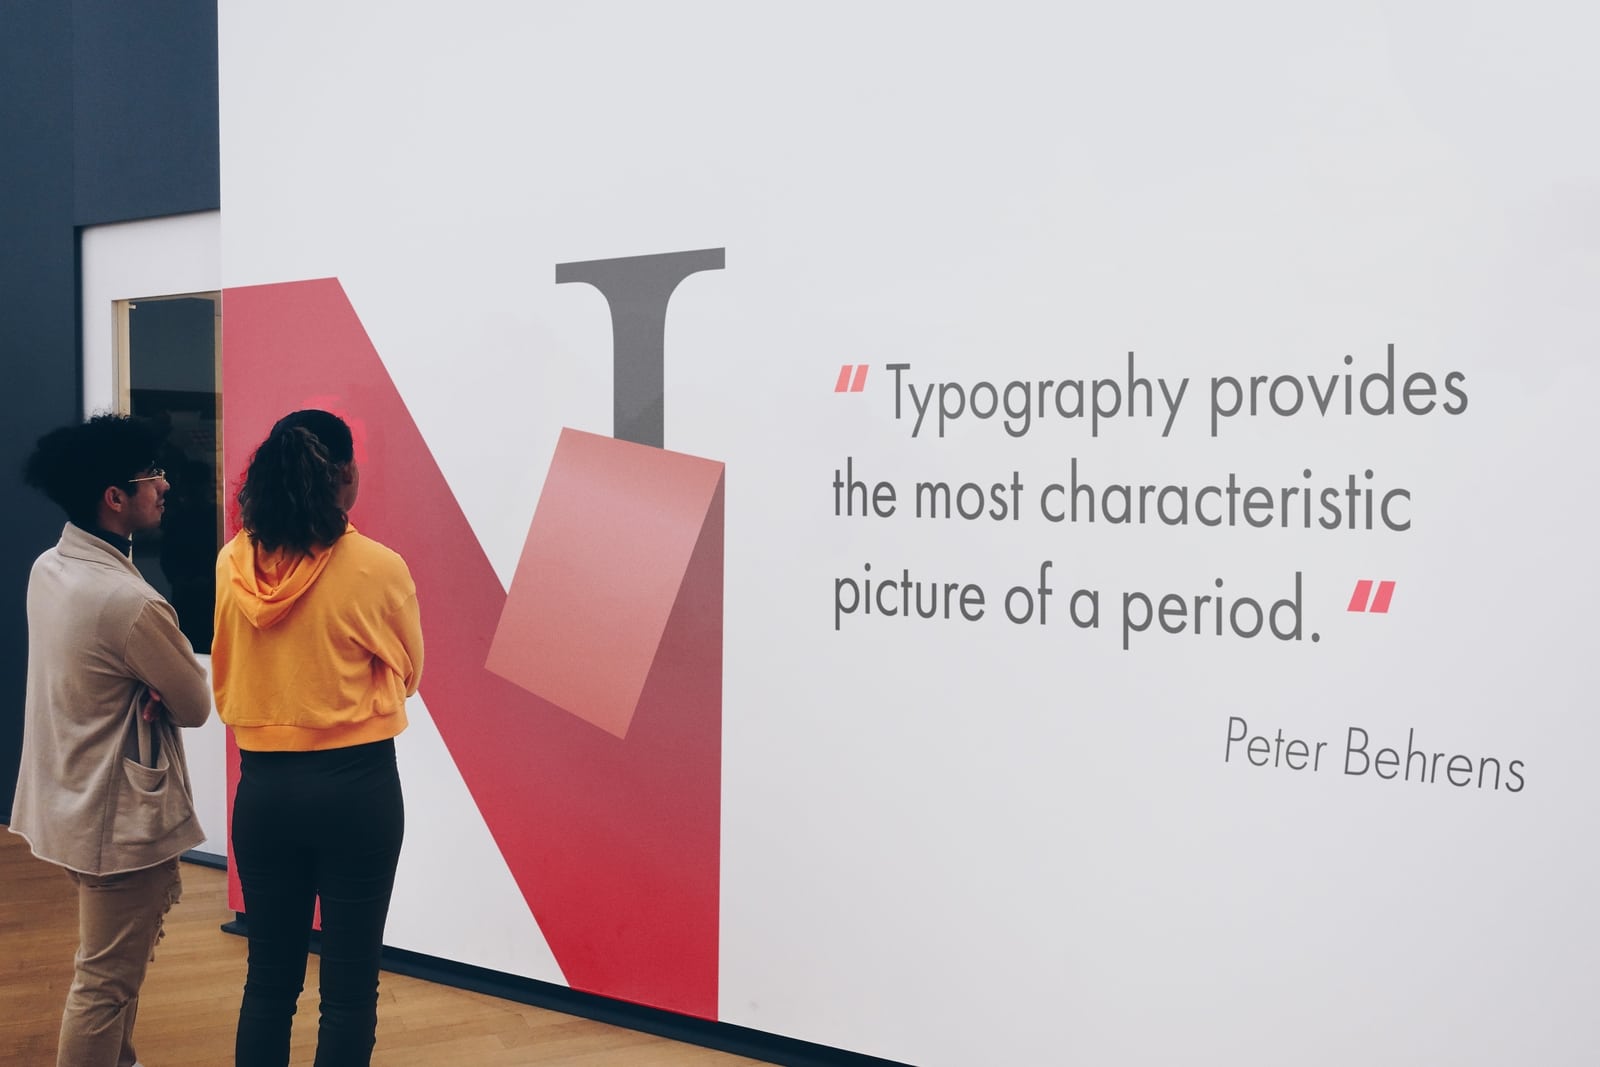 N
" Typography provides
the most characteristic
picture of a period. "
Peter Behrens